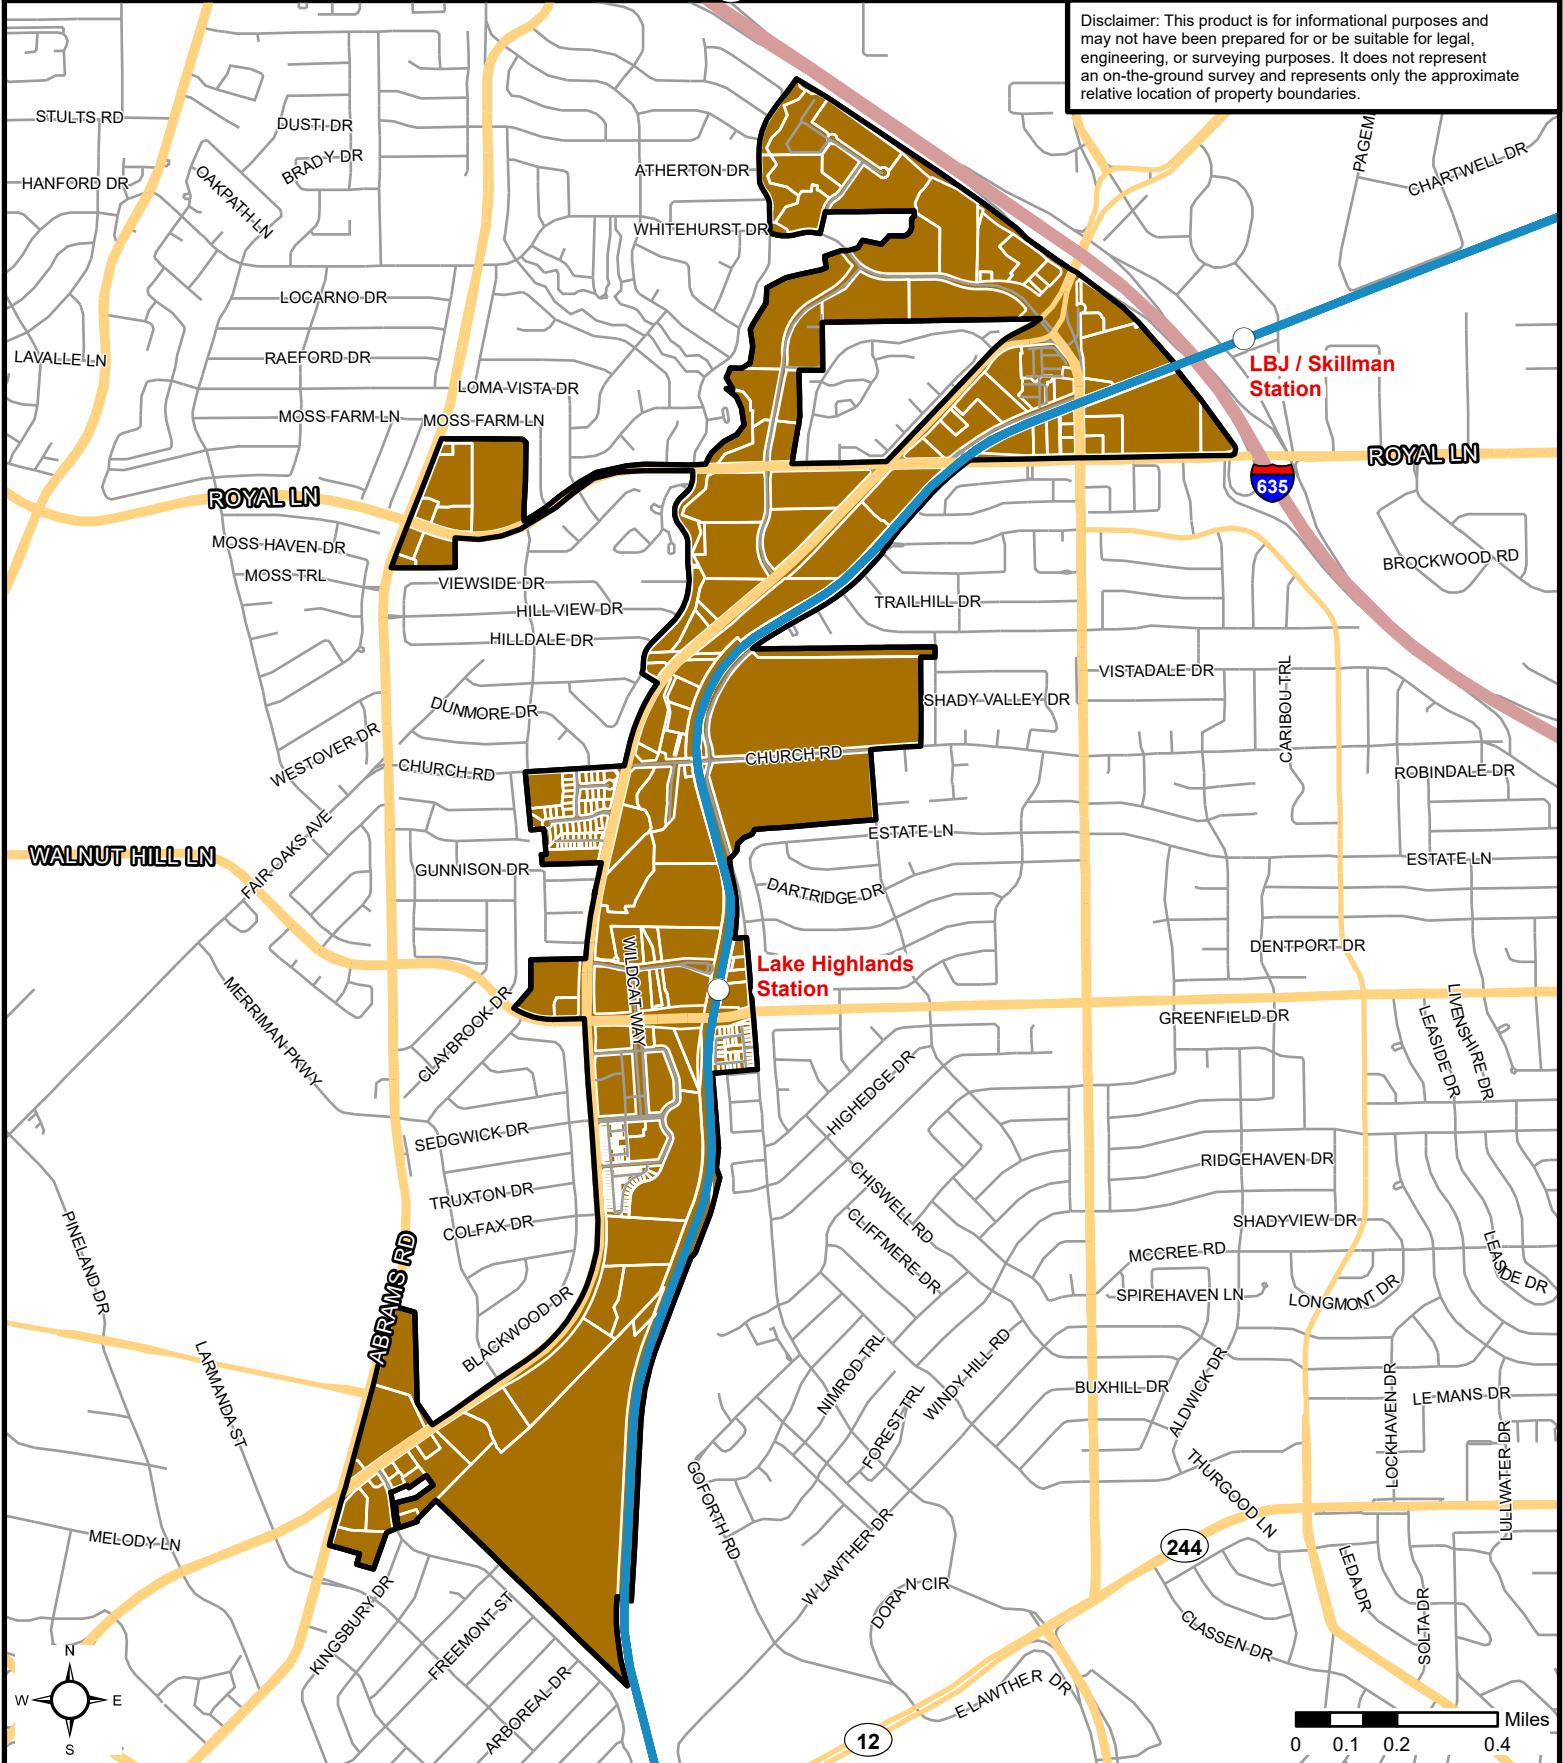 Disclaimer: This product is for informational purposes and
may not have been prepared for or be suitable for legal,
engineering, or surveying purposes. It does not represent
an on-the-ground survey and represents only the approximate
relative location of property boundaries.
STULTS RD
DUSTI DR
BRADY DR
HANFORD DR
OAKPATH LN
ATHERTON DR
CHARTWELL DR
WHITEHURST DR
LOCARNO DR
LAVALLE LN
RAEFORD DR
LBJ / Skillman
Station
LOMA VISTA DR
MOSS FARM LN
MOSS FARM LN
ROYAL LN
ROYAL LN
635
MOSS HAVEN DR
BROCKWOOD RD
MOSS TRL
VIEWSIDE DR
TRAILHILL DR
HILL VIEW DR
HILLDALE DR
VISTADALE DR
CARIBOU TRL
SHADY VALLEY DR
DUNMORE DR
WESTOVER DR
CHURCH RD
CHURCH RD
ROBINDALE DR
FAIR OAKS AVE
ESTATE LN
WALNUT HILL LN
ESTATE LN
GUNNISON DR
DARTRIDGE DR
DENTPORT DR
WILDCAT WAY
Lake Highlands
Station
MERRIMAN PKWY
CLAYBROOK DR
GREENFIELD DR
LEASIDE DR
LIVENSHIRE DR
HIGHEDGE DR
SEDGWICK DR
RIDGEHAVEN DR
CHISWELL RD
TRUXTON DR
COLFAX DR
CLIFFMERE DR
SHADYVIEW DR
MCCREE RD
LEASIDE DR
PINELAND DR
ABRAMS RD
SPIREHAVEN LN
LONGMONT DR
BLACKWOOD DR
LARMANDA ST
NIMROD TRL
WINDY HILL RD
FOREST TRL
BUXHILL DR
ALDWICK DR
LOCKHAVEN DR
LE MANS DR
LULLWATER DR
THURGOOD LN
GOFORTH RD
MELODY LN
W LAWTHER DR
244
LEDA DR
DORAN CIR
KINGSBURY DR
FREEMONT ST
CLASSEN DR
SOLTA DR
ARBOREAL DR
E LAWTHER DR
12
N
W
E
S
Miles
0 0.1 0.2 0.4